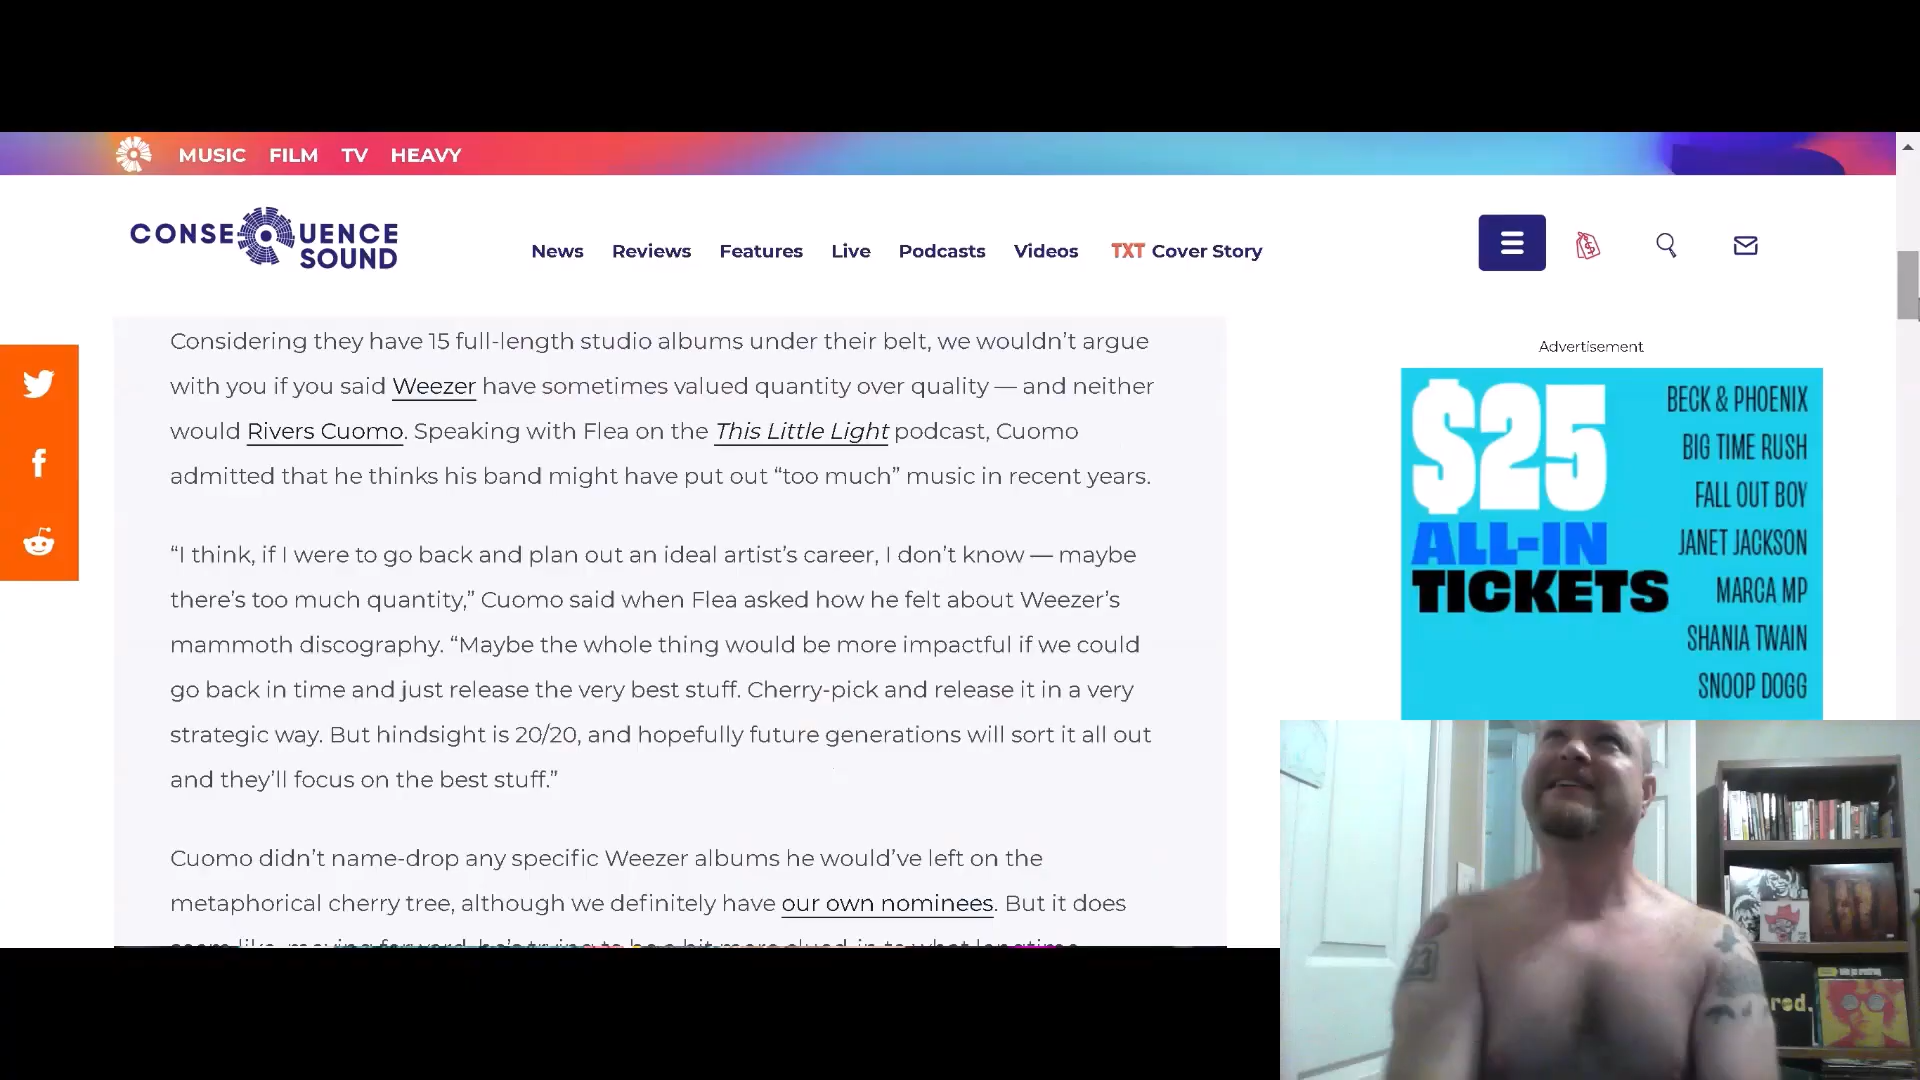 MUSIC FILM TV HEAVY
CONSEQUENCE
SOUND
News Reviews Features Live Podcasts Videos TXT Cover Story
Considering they have 15 full-length studio albums under their belt, we wouldn’t argue
with you if you said Weezer have sometimes valued quantity over quality — and neither
would Rivers Cuomo. Speaking with Flea on the This Little Light podcast, Cuomo
admitted that he thinks his band might have put out “too much” music in recent years.
“I think, if I were to go back and plan out an ideal artist’s career, I don’t know — maybe
there’s too much quantity,” Cuomo said when Flea asked how he felt about Weezer’s
mammoth discography. “Maybe the whole thing would be more impactful if we could
go back in time and just release the very best stuff. Cherry-pick and release it in a very
strategic way. But hindsight is 20/20, and hopefully future generations will sort it all out
and they’ll focus on the best stuff.”
Cuomo didn’t name-drop any specific Weezer albums he would’ve left on the
metaphorical cherry tree, although we definitely have our own nominees. But it does
Advertisement
$25
ALL-IN
TICKETS
BECK & PHOENIX
BIG TIME RUSH
FALL OUT BOY
JANET JACKSON
MARCA MP
SHANIA TWAIN
SNOOP DOGG